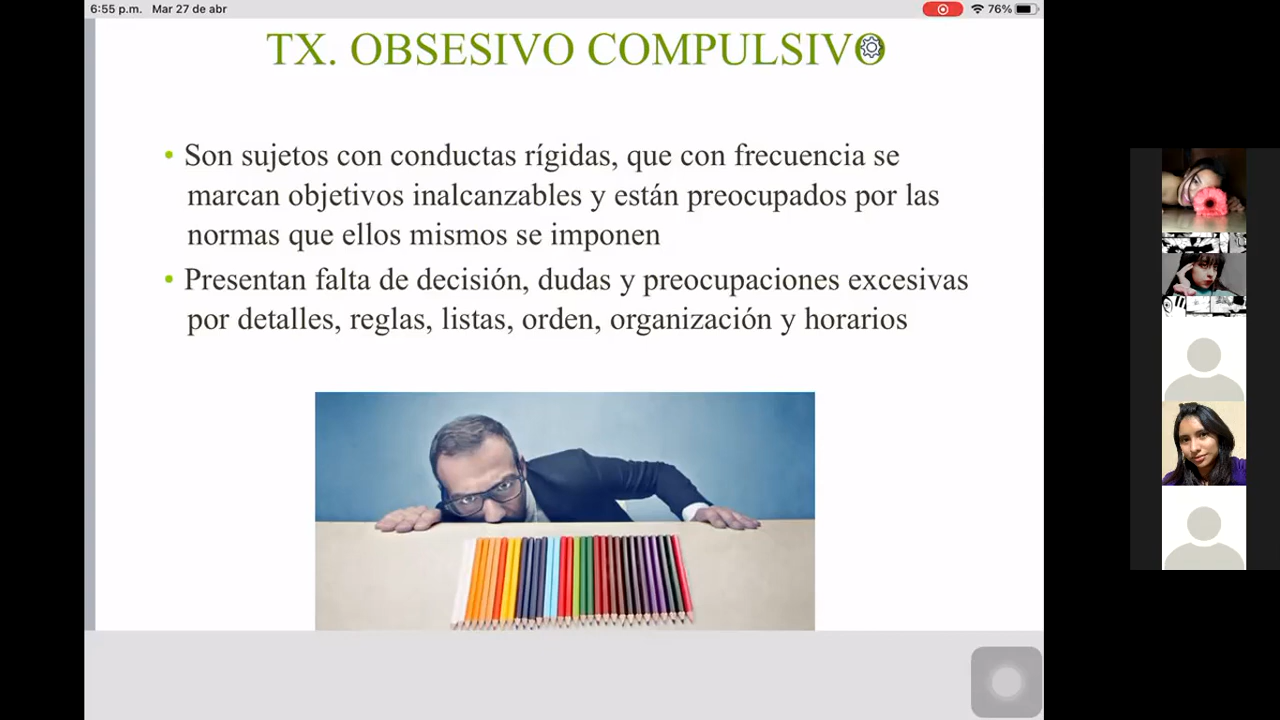 6:55 p.m. Mar 27 de abr
76%
TX. OBSESIVO COMPULSIVO
• Son sujetos con conductas rígidas, que con frecuencia se
marcan objetivos inalcanzables y están preocupados por las
normas que ellos mismos se imponen
• Presentan falta de decisión, dudas y preocupaciones excesivas
por detalles, reglas, listas, orden, organización y horarios